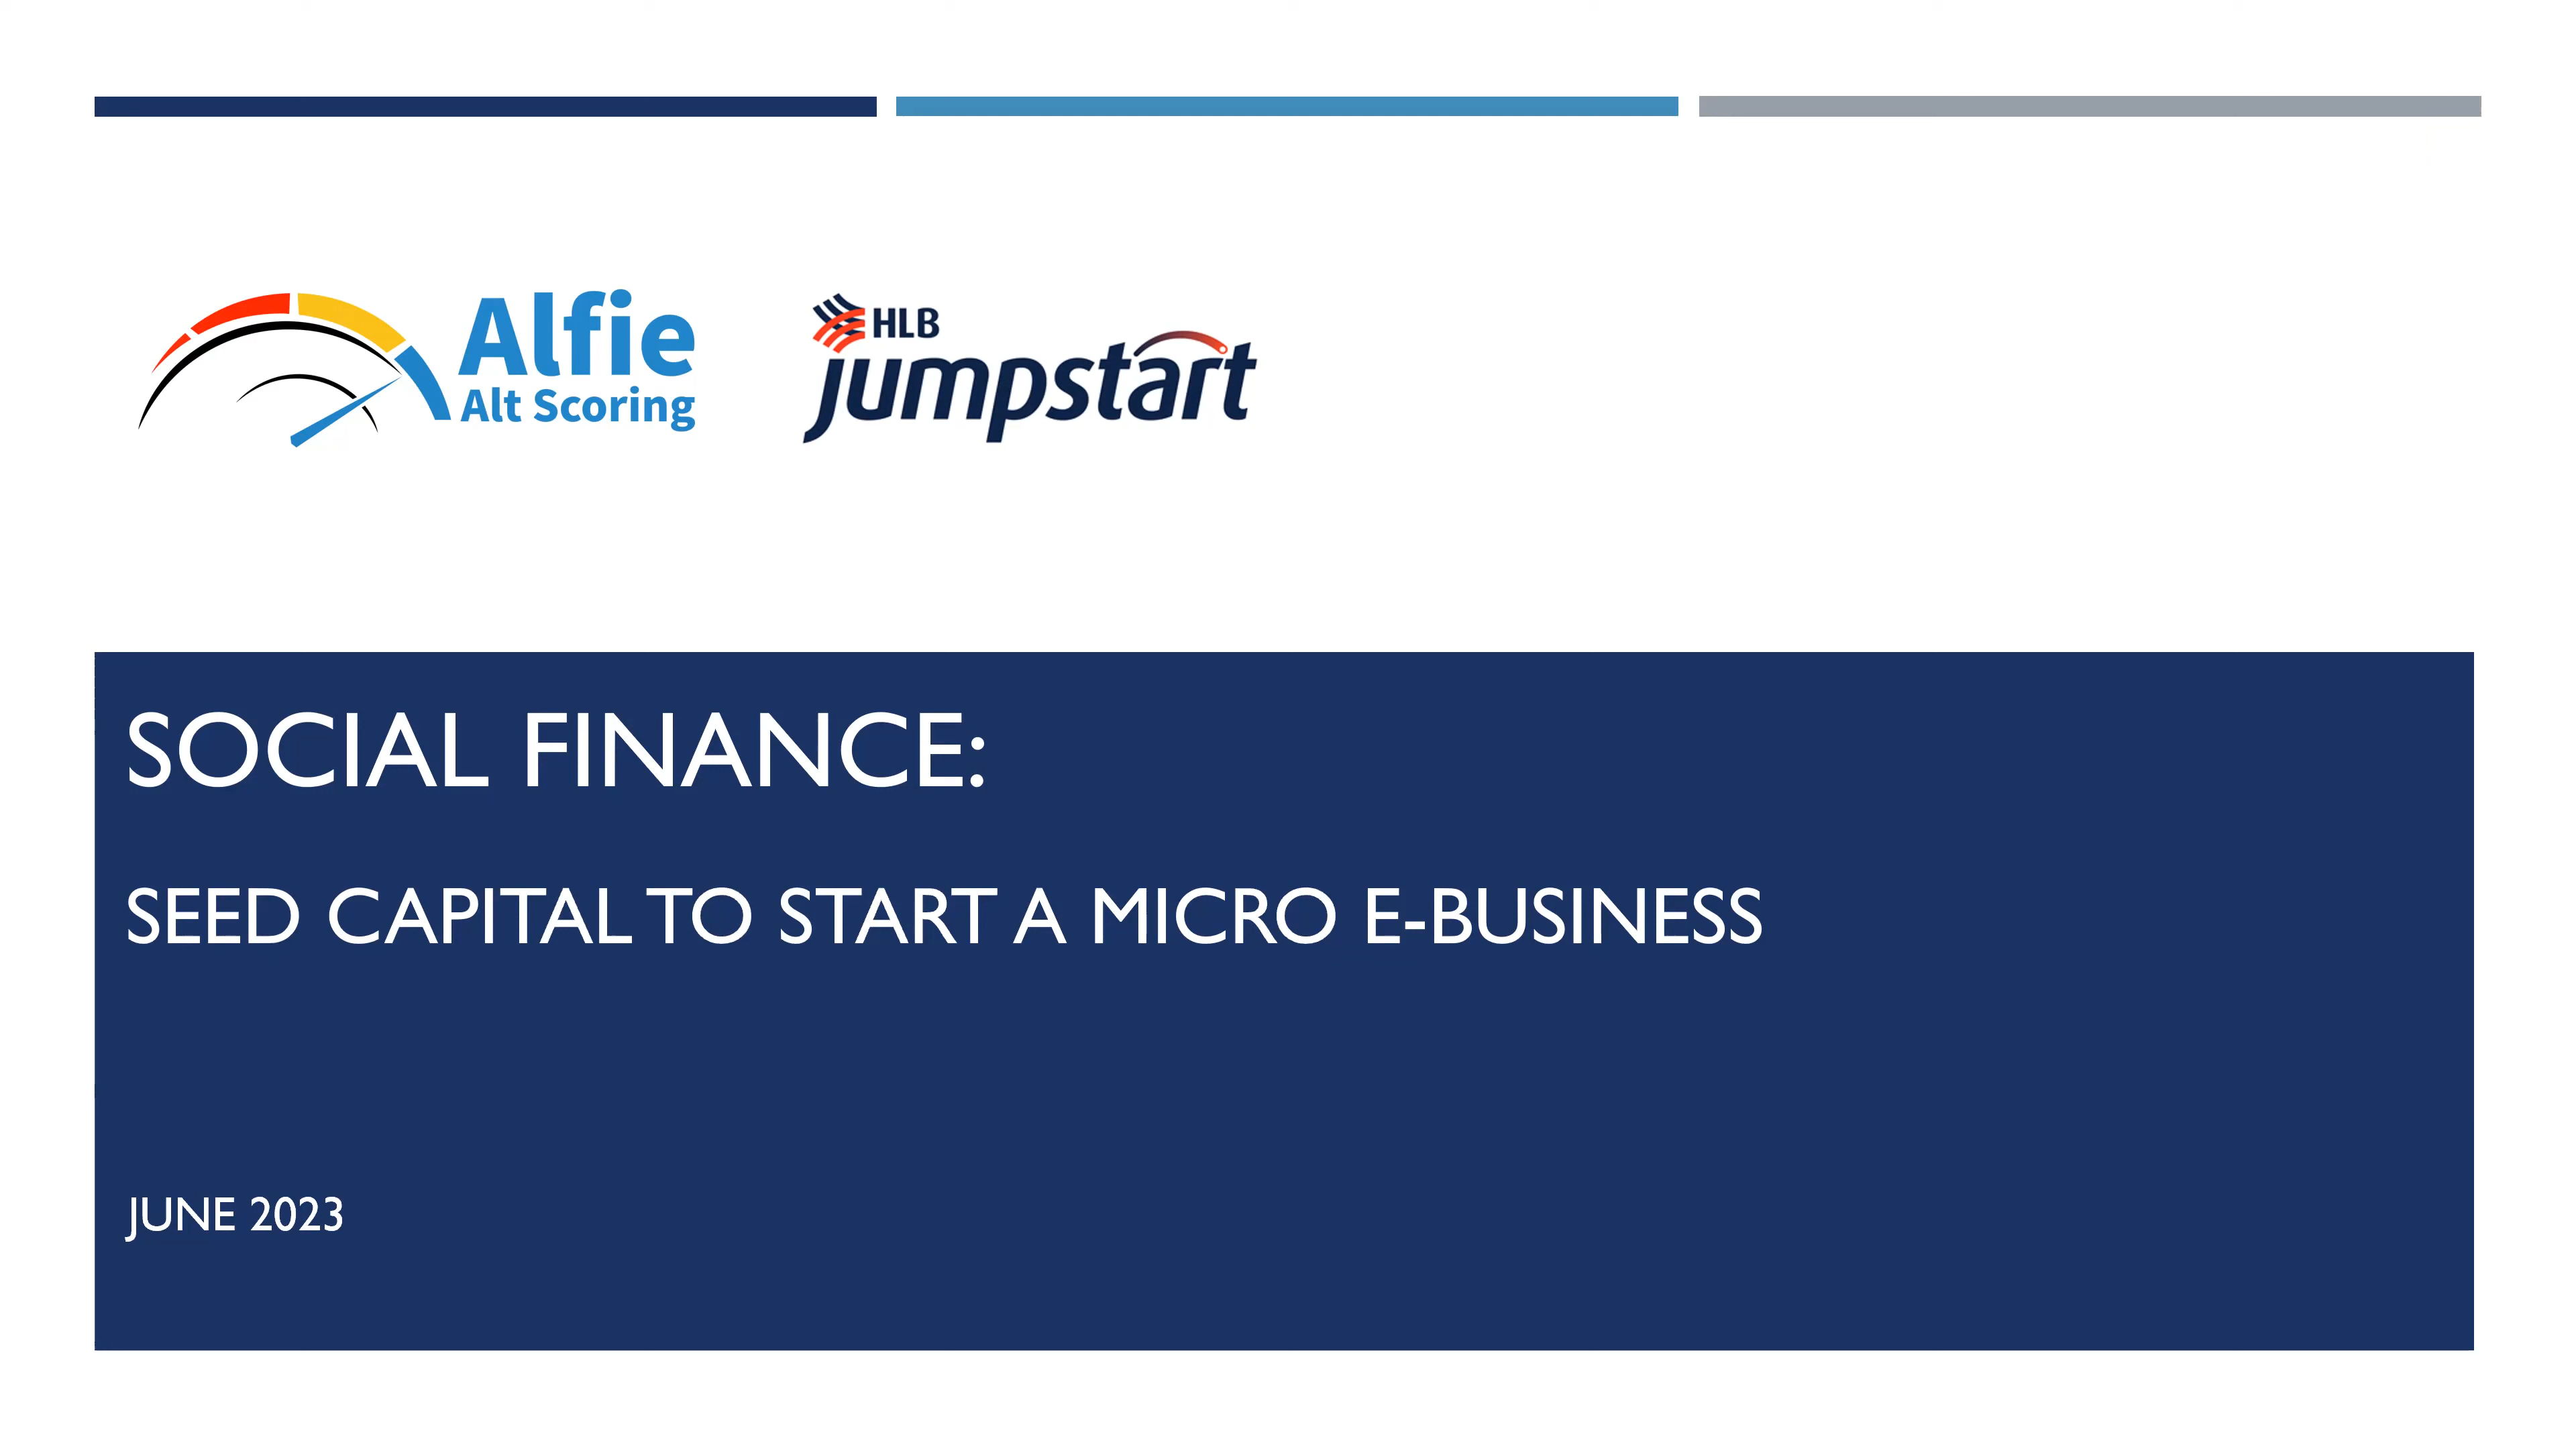 Alfie
Alt Scoring
HLB
jumpstart
SOCIAL FINANCE:
SEED CAPITAL TO START A MICRO E-BUSINESS
JUNE 2023